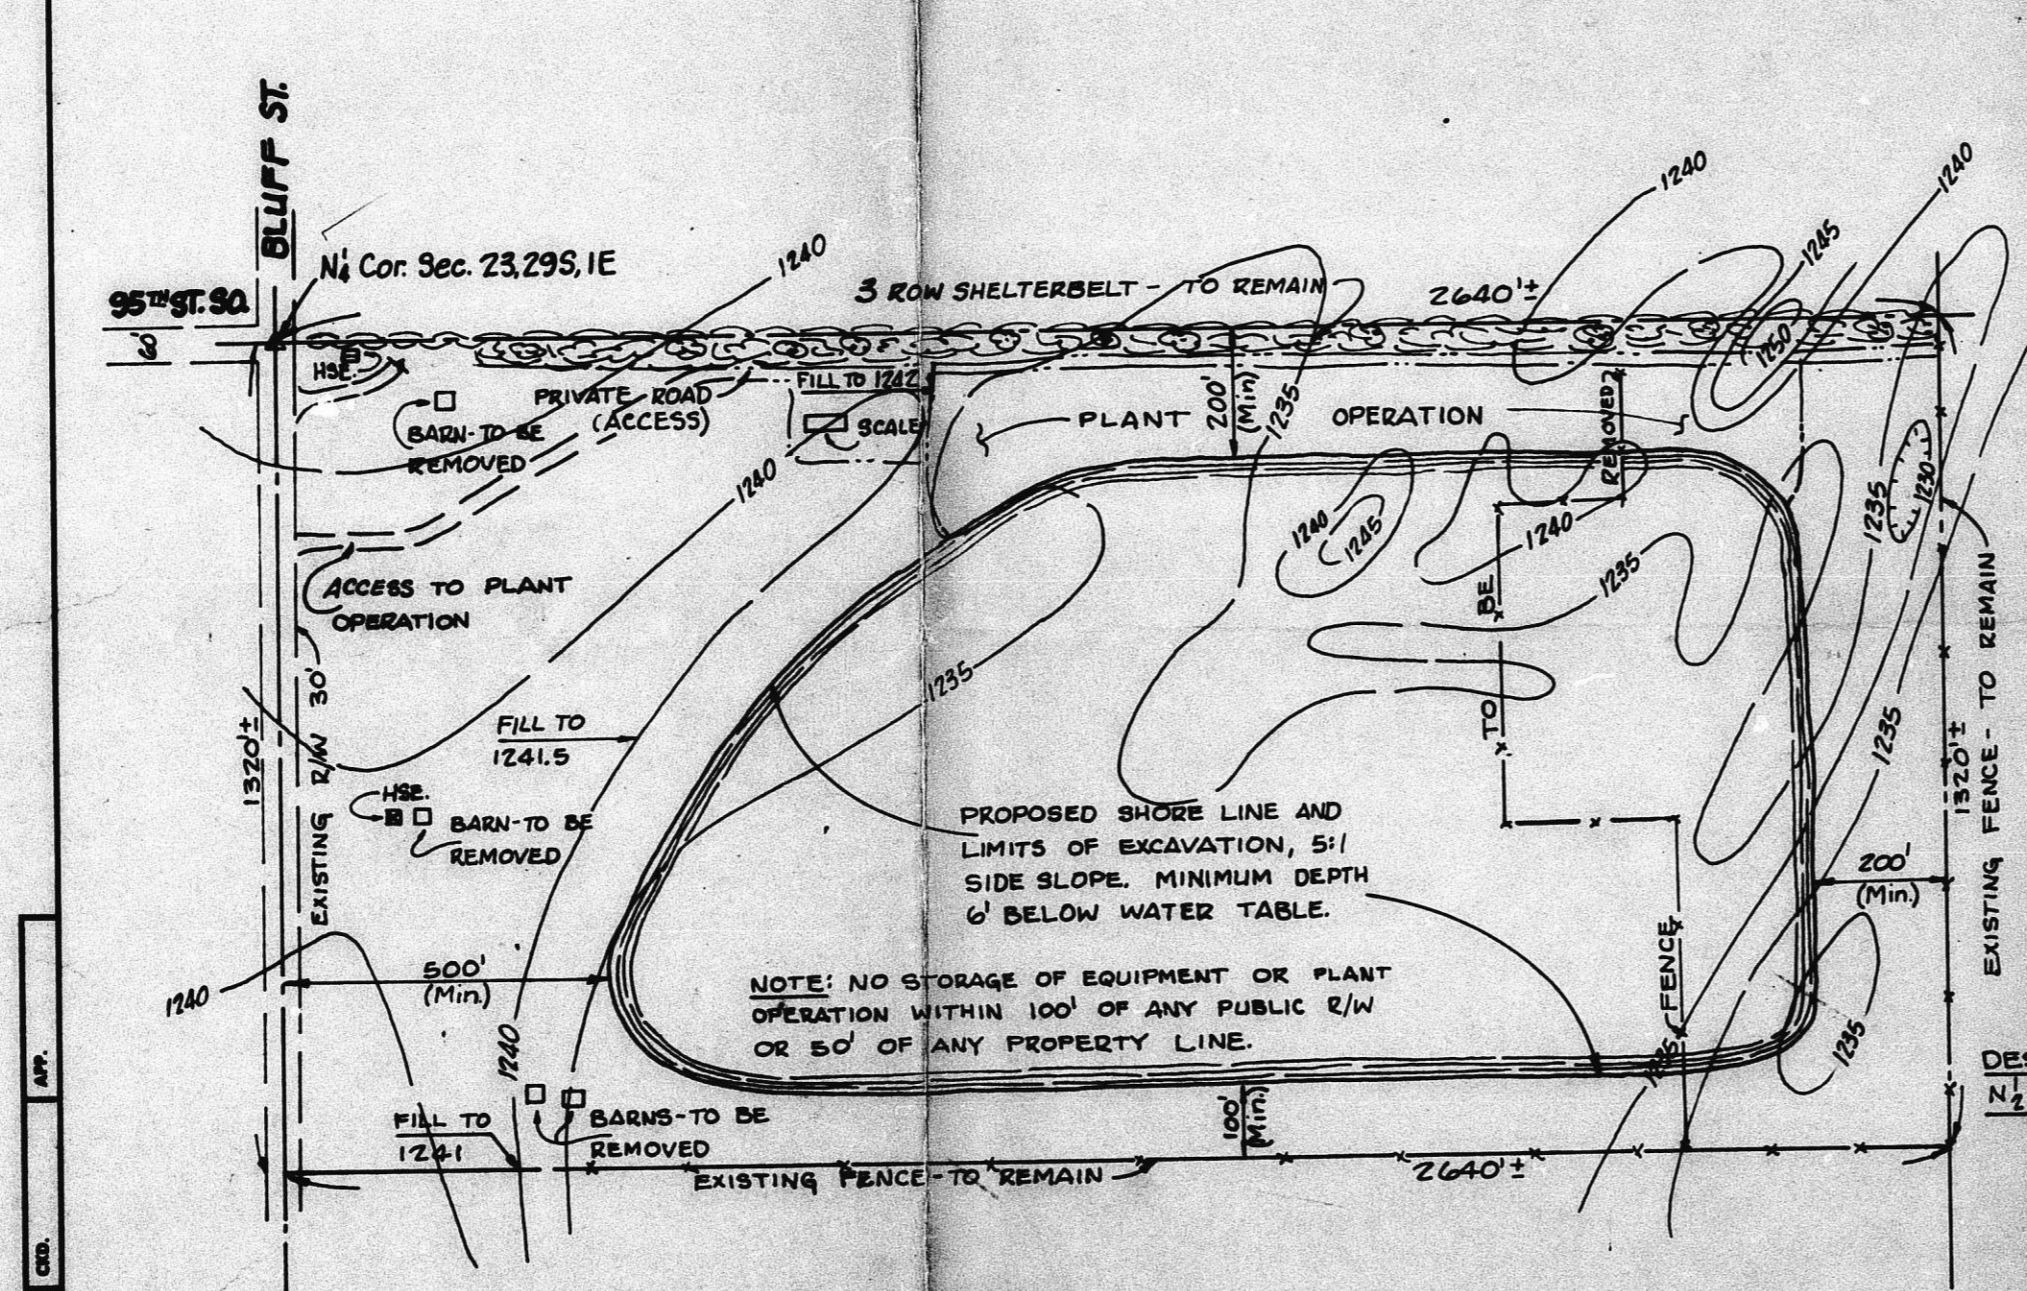 BLUFF ST.
N¼ Cor. Sec. 23,29S,1E
95TH ST. SO.
1240
3 ROW SHELTERBELT - TO REMAIN
2640'±
1240
1245
1240
1250
HSE.
BARN-TO BE
REMOVED
PRIVATE ROAD
(ACCESS)
FILL TO 1242
SCALE
1240
PLANT OPERATION
200'
(Min)
1235
REMOVED
1240
1245
1240
1235
1235
1230
ACCESS TO PLANT
OPERATION
EXISTING R/W 30'
1320'±
FILL TO
1241.5
1235
TO BE
HSE.
BARN-TO BE
REMOVED
PROPOSED SHORE LINE AND
LIMITS OF EXCAVATION, 5:1
SIDE SLOPE. MINIMUM DEPTH
6' BELOW WATER TABLE.
1235
1320'±
EXISTING FENCE - TO REMAIN
200'
(Min.)
FENCE
1240
500'
(Min.)
NOTE: NO STORAGE OF EQUIPMENT OR PLANT
OPERATION WITHIN 100' OF ANY PUBLIC R/W
OR 50' OF ANY PROPERTY LINE.
1240
1235
1235
BARNS-TO BE
REMOVED
FILL TO
1241
100'
(Min.)
EXISTING FENCE-TO REMAIN
2640'±
DES
N½
APP.
CKD.